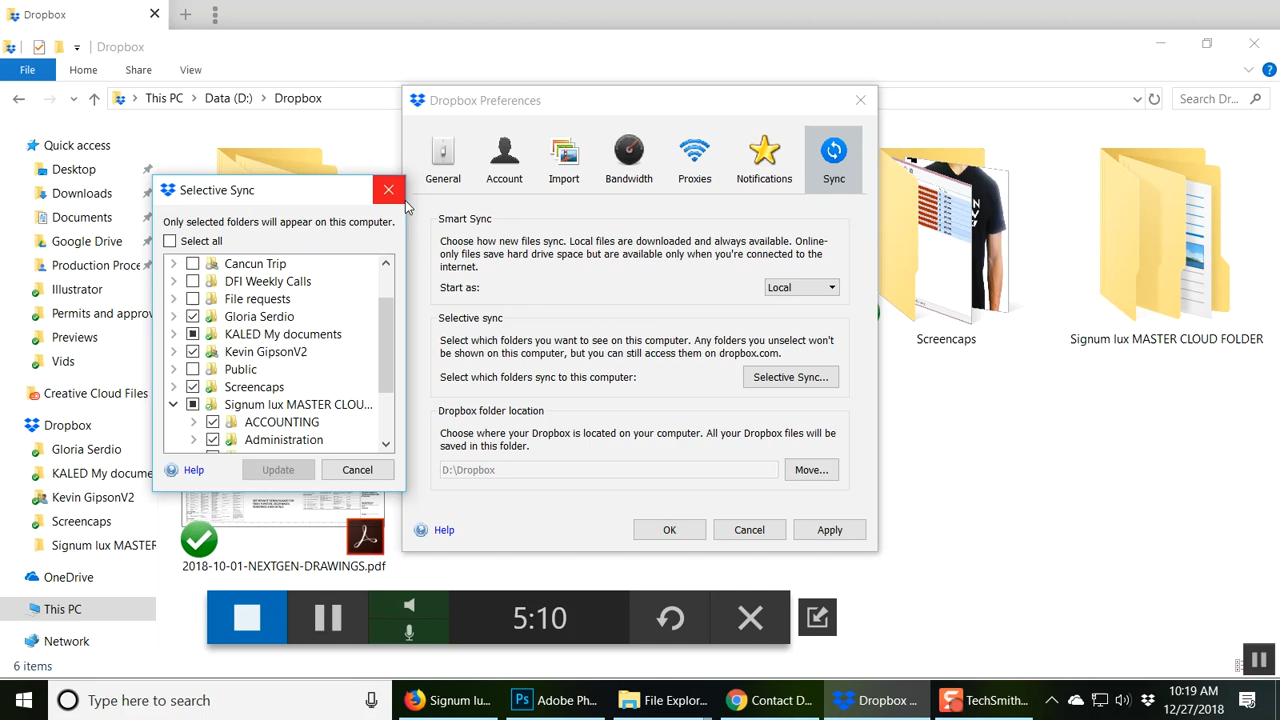 Dropbox
Dropbox
File
Home
Share
View
This PC
Data (D:)
Dropbox
Search Dr...
Quick access
Desktop
Downloads
Documents
Google Drive
Production Proce
Illustrator
Permits and approv
Previews
Vids
Creative Cloud Files
Dropbox
Gloria Serdio
KALED My docume
Kevin GipsonV2
Screencaps
Signum lux MASTER
OneDrive
This PC
Network
6 items
Selective Sync
Only selected folders will appear on this computer.
Select all
Cancun Trip
DFI Weekly Calls
File requests
Gloria Serdio
KALED My documents
Kevin GipsonV2
Public
Screencaps
Signum lux MASTER CLOU...
ACCOUNTING
Administration
Help
Update
Cancel
Dropbox Preferences
General
Account
Import
Bandwidth
Proxies
Notifications
Sync
Smart Sync
Choose how new files sync. Local files are downloaded and always available. Online-
only files save hard drive space but are available only when you're connected to the
internet.
Start as:
Local
Selective sync
Select which folders you want to see on this computer. Any folders you unselect won't
be shown on this computer, but you can still access them on dropbox.com.
Select which folders sync to this computer:
Selective Sync...
Dropbox folder location
Choose where your Dropbox is located on your computer. All your Dropbox files will be
saved in this folder.
D:\Dropbox
Move...
Help
OK
Cancel
Apply
Screencaps
Signum lux MASTER CLOUD FOLDER
2018-10-01-NEXTGEN-DRAWINGS.pdf
5:10
Type here to search
Signum lu...
Adobe Ph...
File Explor...
Contact D...
Dropbox ...
TechSmith...
10:19 AM
12/27/2018